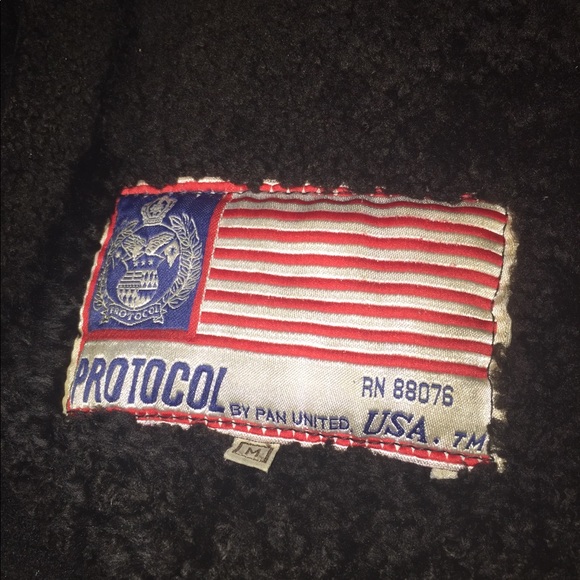 PROTOCOL
PROTOCOL
BY PAN UNITED.
RN 88076
USA. TM
M